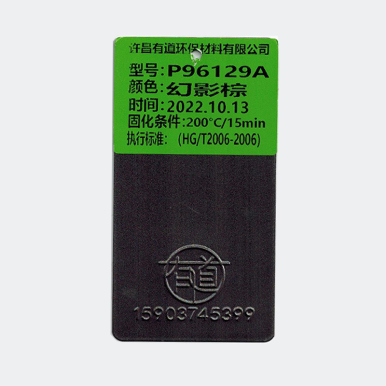 许昌有道环保材料有限公司
型号：P96129A
颜色：幻影棕
时间：2022.10.13
固化条件：200°C/15min
执行标准：（HG/T2006-2006）
有道
15903745399